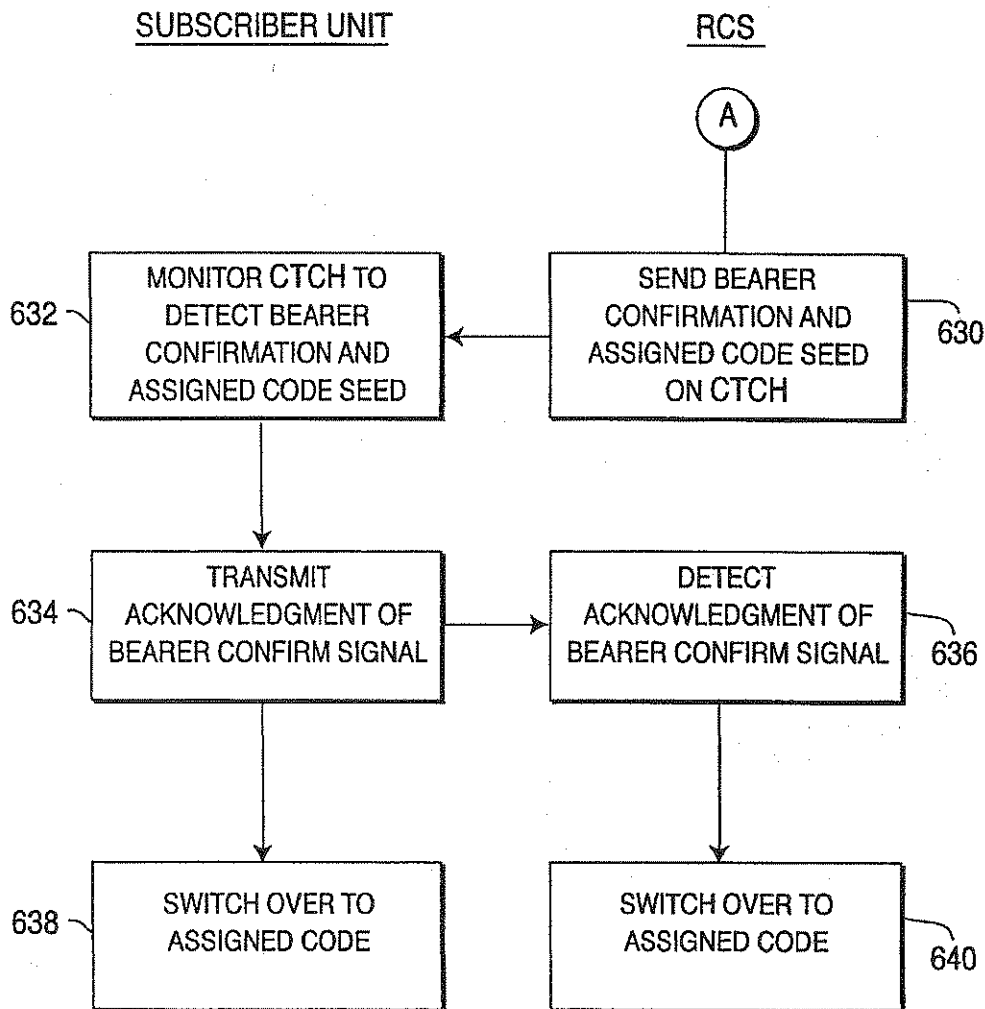 SUBSCRIBER UNIT
RCS
A
632
MONITOR CTCH TO
DETECT BEARER
CONFIRMATION AND
ASSIGNED CODE SEED
SEND BEARER
CONFIRMATION AND
ASSIGNED CODE SEED
ON CTCH
630
634
TRANSMIT
ACKNOWLEDGMENT OF
BEARER CONFIRM SIGNAL
DETECT
ACKNOWLEDGMENT OF
BEARER CONFIRM SIGNAL
636
638
SWITCH OVER TO
ASSIGNED CODE
SWITCH OVER TO
ASSIGNED CODE
640